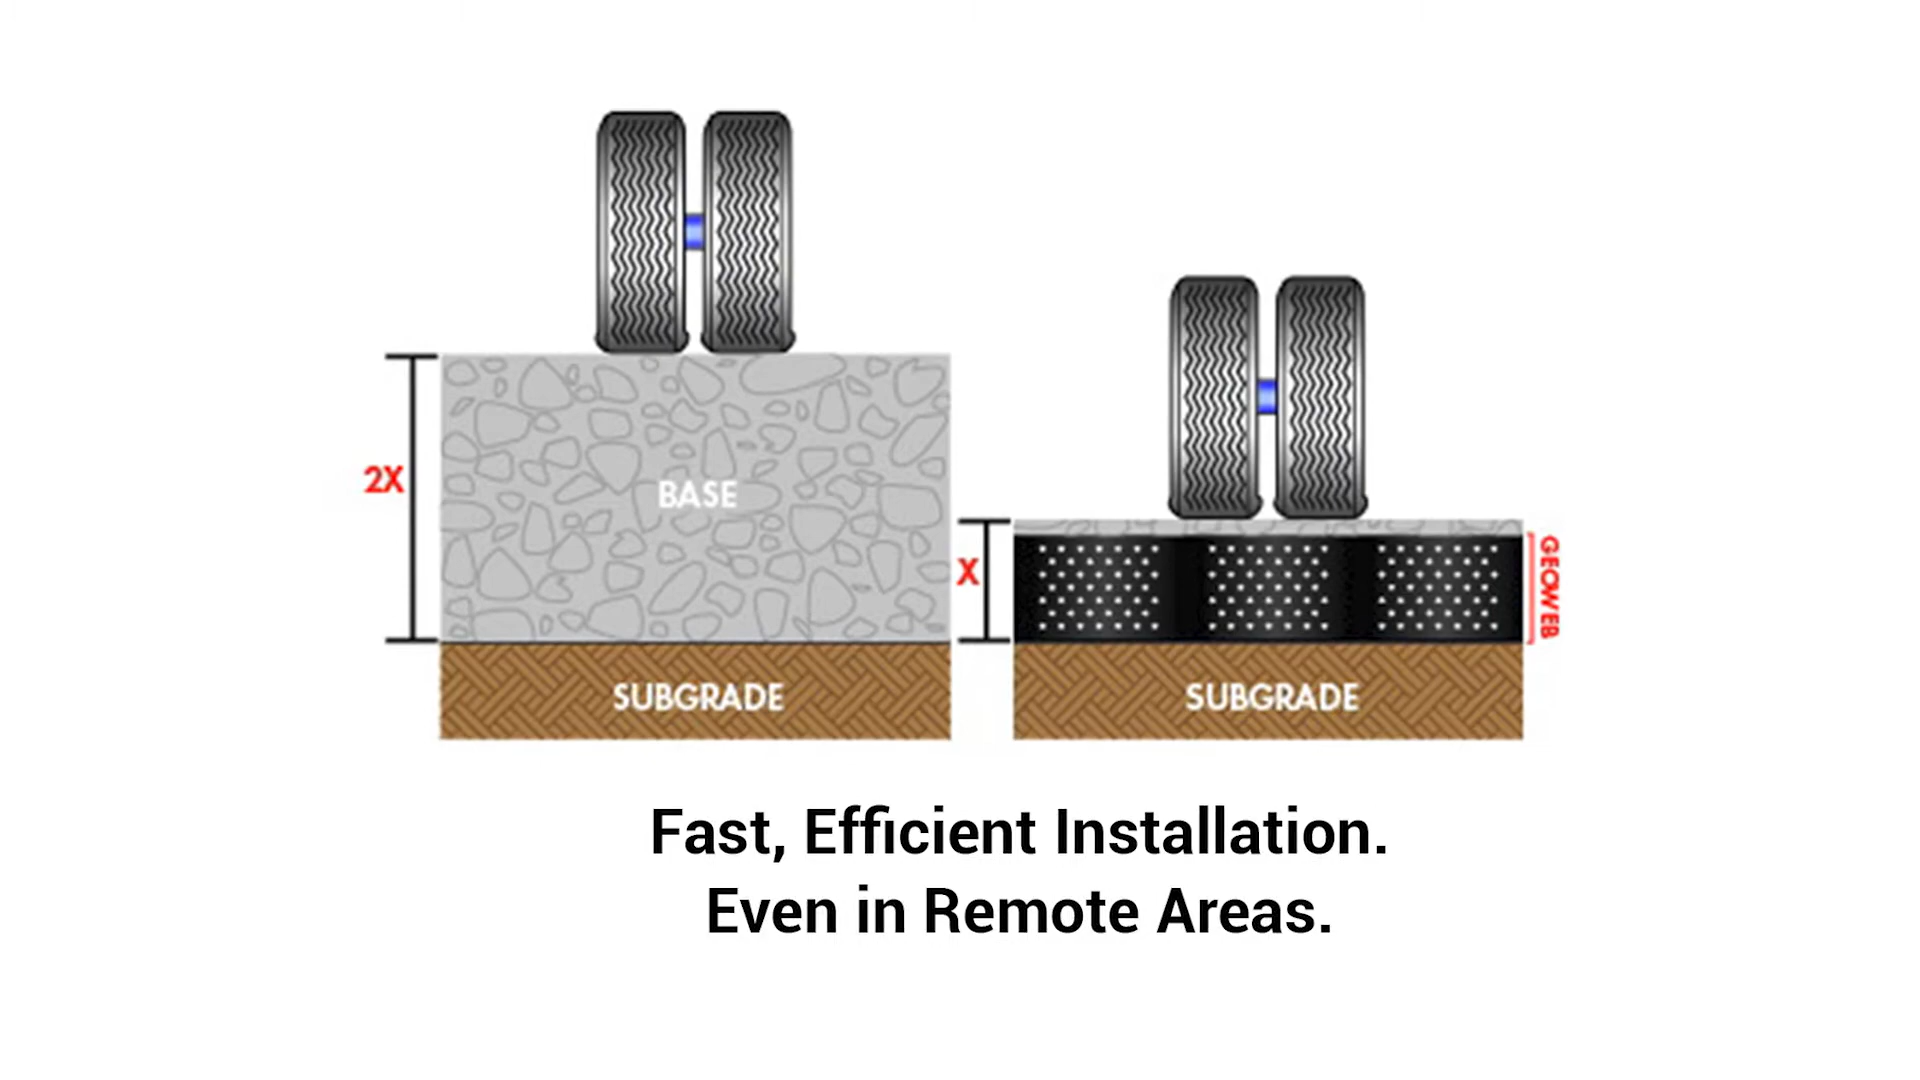 2X
BASE
SUBGRADE
X
GEOWEB
SUBGRADE
Fast, Efficient Installation.
Even in Remote Areas.